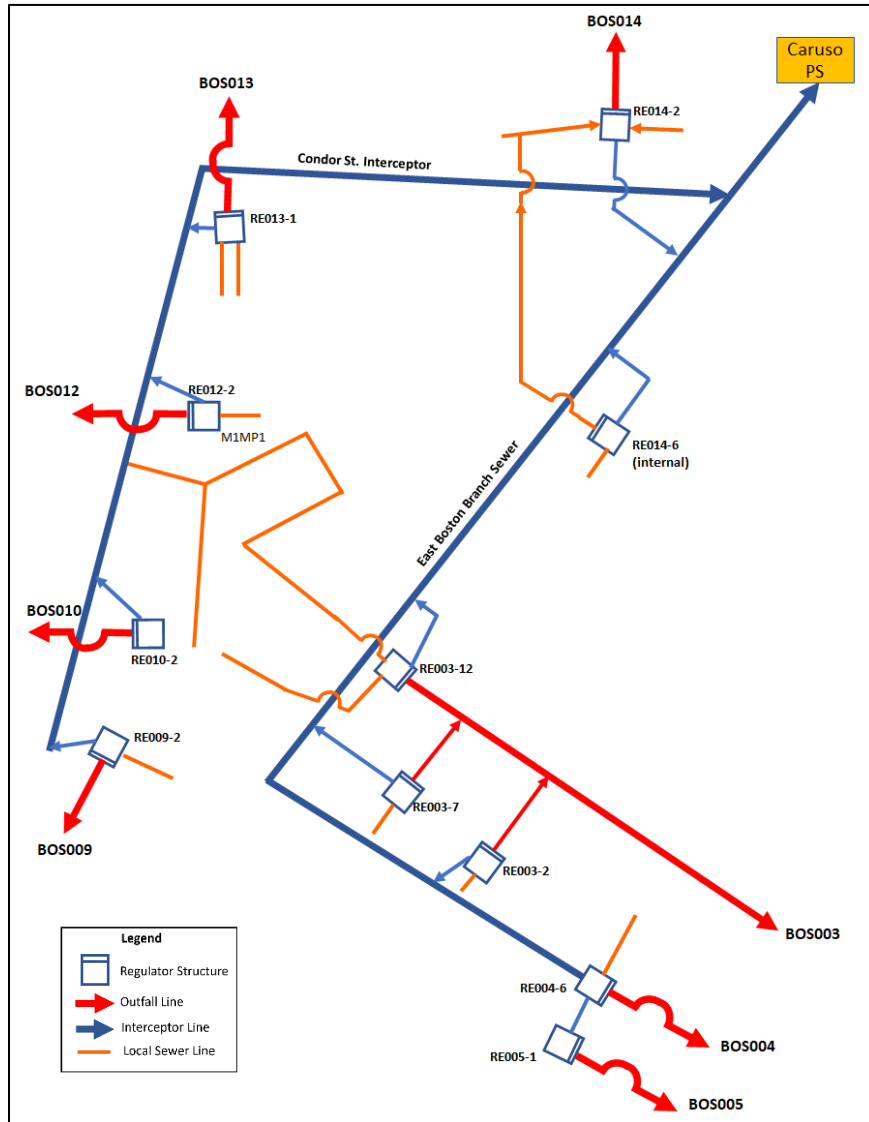 BOS014
Caruso
PS
BOS013
RE014-2
Condor St. Interceptor
RE013-1
BOS012
RE012-2
M1MP1
RE014-6
(internal)
East Boston Branch Sewer
BOS010
RE010-2
RE003-12
RE009-2
RE003-7
BOS009
RE003-2
BOS003
Legend
Regulator Structure
Outfall Line
Interceptor Line
Local Sewer Line
RE004-6
BOS004
RE005-1
BOS005